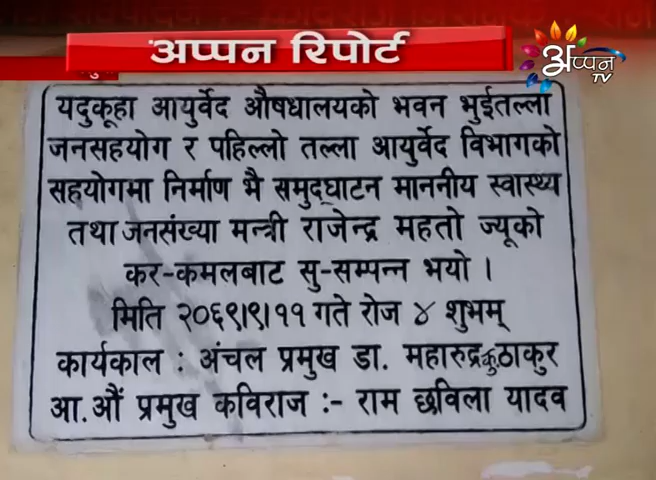 अप्पन रिपोर्ट
अप्पन
TV
यदुकूहा आयुर्वेद औषधालयको भवन भुईतल्ला
जनसहयोग र पहिल्लो तल्ला आयुर्वेद विभागको
सहयोगमा निर्माण भै समुद्घाटन माननीय स्वास्थ्य
तथा जनसंख्या मन्त्री राजेन्द्र महतो ज्यूको
कर-कमलबाट सु-सम्पन्न भयो ।
मिति २०६९।९।११ गते रोज ४ शुभम्
कार्यकाल : अंचल प्रमुख डा. महारुद्र कु ठाकुर
आ.औं प्रमुख कविराज :- राम छविला यादव